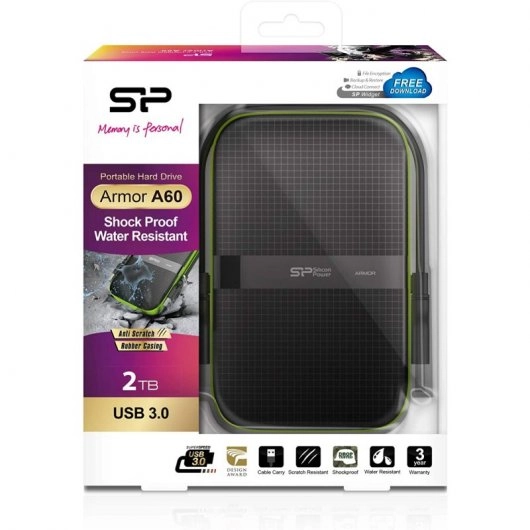 SP
Memory is personal
File Encryption
Backup & Restore
Cloud Connect
SP Widget
FREE
DOWNLOAD
Portable Hard Drive
Armor A60
Shock Proof
Water Resistant
Anti Scratch
Rubber Casing
2TB
USB 3.0
SP Silicon
Power
ARMOR
SUPERSPEED
USB
3.0
DESIGN
AWARD
Cable Carry
Scratch Resistant
Shockproof
Water Resistant
3
year
Warranty